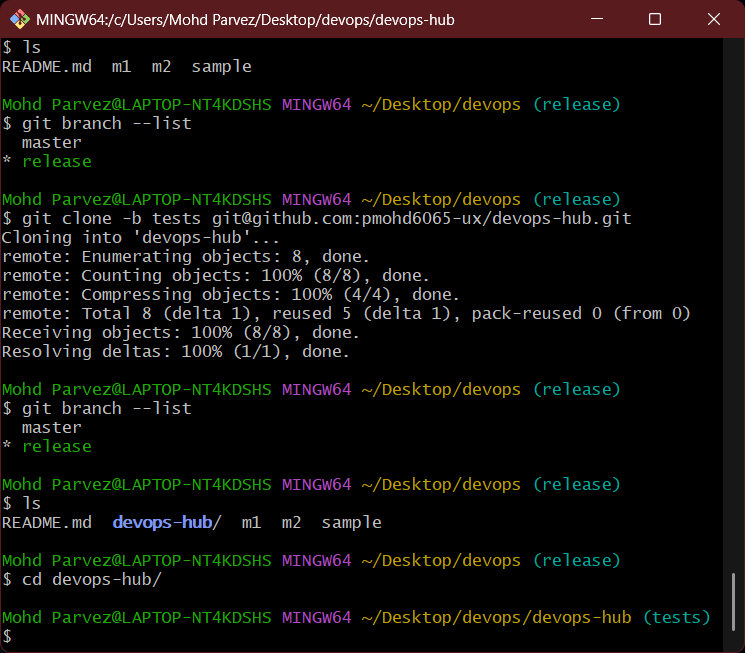 MINGW64:/c/Users/Mohd Parvez/Desktop/devops/devops-hub
$ ls
README.md  m1  m2  sample
Mohd Parvez@LAPTOP-NT4KDSHS MINGW64 ~/Desktop/devops (release)
$ git branch --list
  master
* release
Mohd Parvez@LAPTOP-NT4KDSHS MINGW64 ~/Desktop/devops (release)
$ git clone -b tests git@github.com:pmohd6065-ux/devops-hub.git
Cloning into 'devops-hub'...
remote: Enumerating objects: 8, done.
remote: Counting objects: 100% (8/8), done.
remote: Compressing objects: 100% (4/4), done.
remote: Total 8 (delta 1), reused 5 (delta 1), pack-reused 0 (from 0)
Receiving objects: 100% (8/8), done.
Resolving deltas: 100% (1/1), done.
Mohd Parvez@LAPTOP-NT4KDSHS MINGW64 ~/Desktop/devops (release)
$ git branch --list
  master
* release
Mohd Parvez@LAPTOP-NT4KDSHS MINGW64 ~/Desktop/devops (release)
$ ls
README.md  devops-hub/  m1  m2  sample
Mohd Parvez@LAPTOP-NT4KDSHS MINGW64 ~/Desktop/devops (release)
$ cd devops-hub/
Mohd Parvez@LAPTOP-NT4KDSHS MINGW64 ~/Desktop/devops/devops-hub (tests)
$